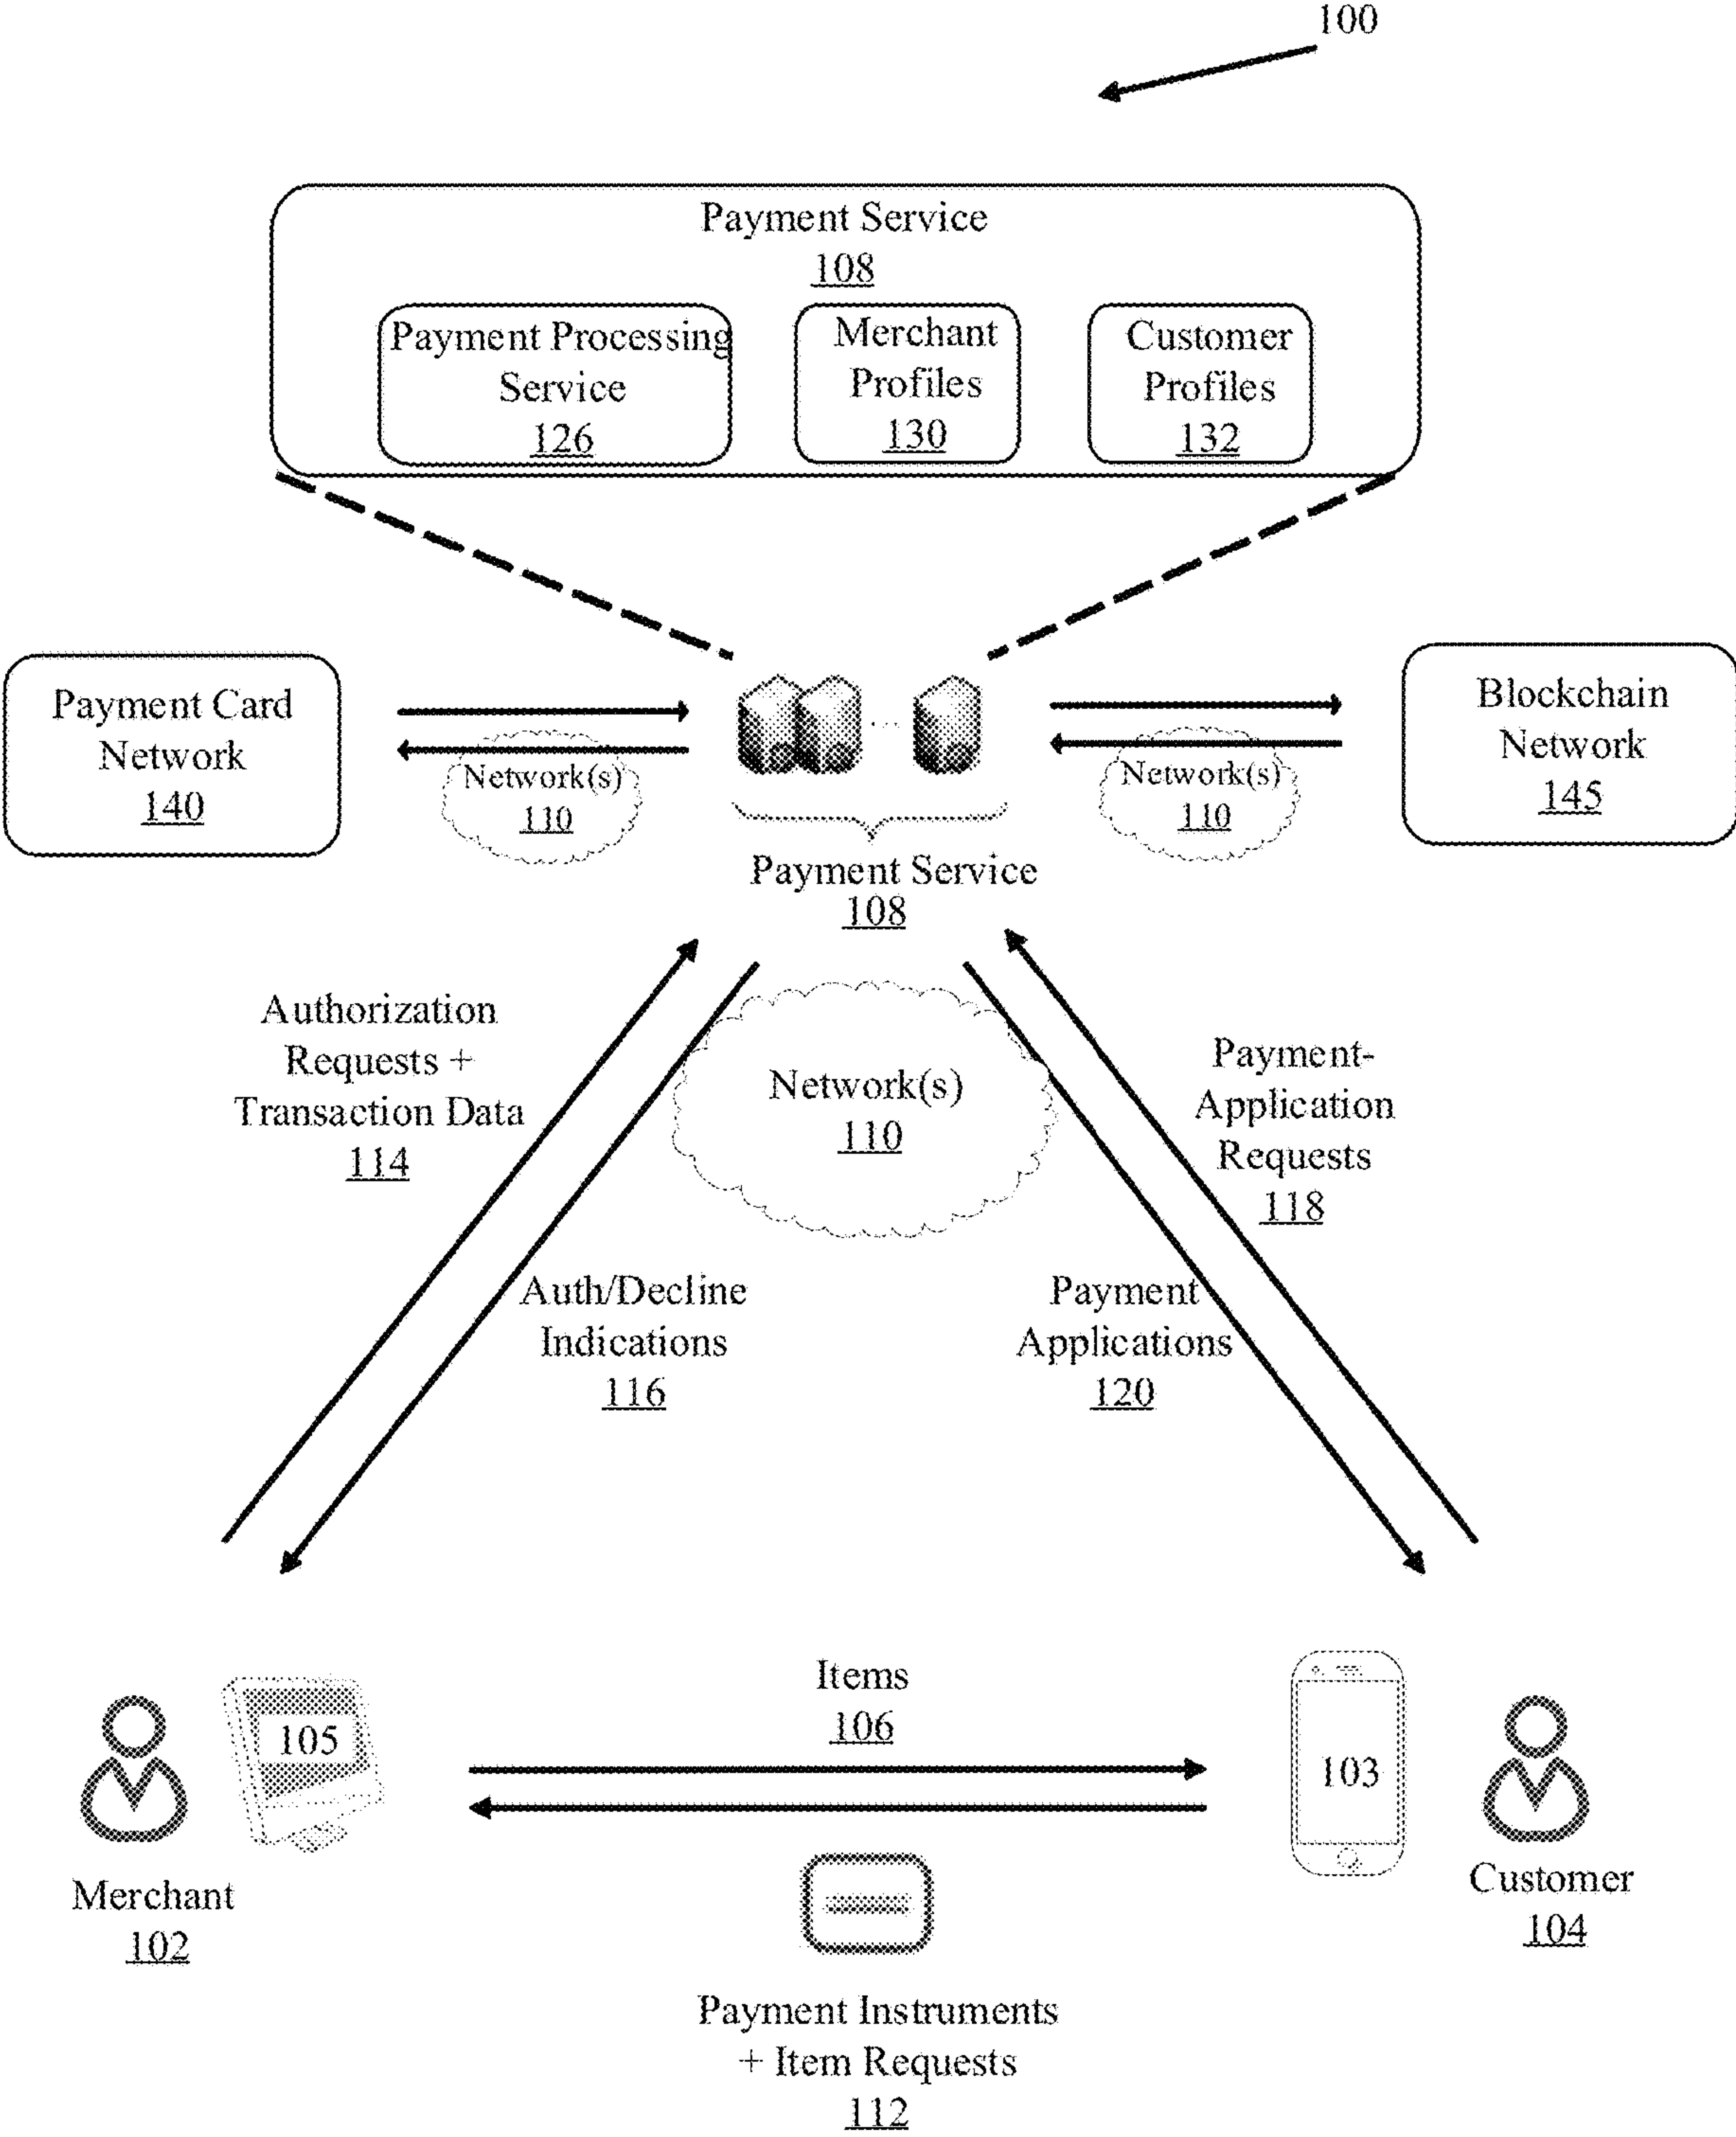 100
Payment Service
108
Payment Processing
Service
126
Merchant
Profiles
130
Customer
Profiles
132
Payment Card
Network
140
Network(s)
110
Network(s)
110
Blockchain
Network
145
Payment Service
108
Authorization
Requests +
Transaction Data
114
Network(s)
110
Payment-
Application
Requests
118
Auth/Decline
Indications
116
Payment
Applications
120
Items
106
105
103
Merchant
102
Customer
104
Payment Instruments
+ Item Requests
112